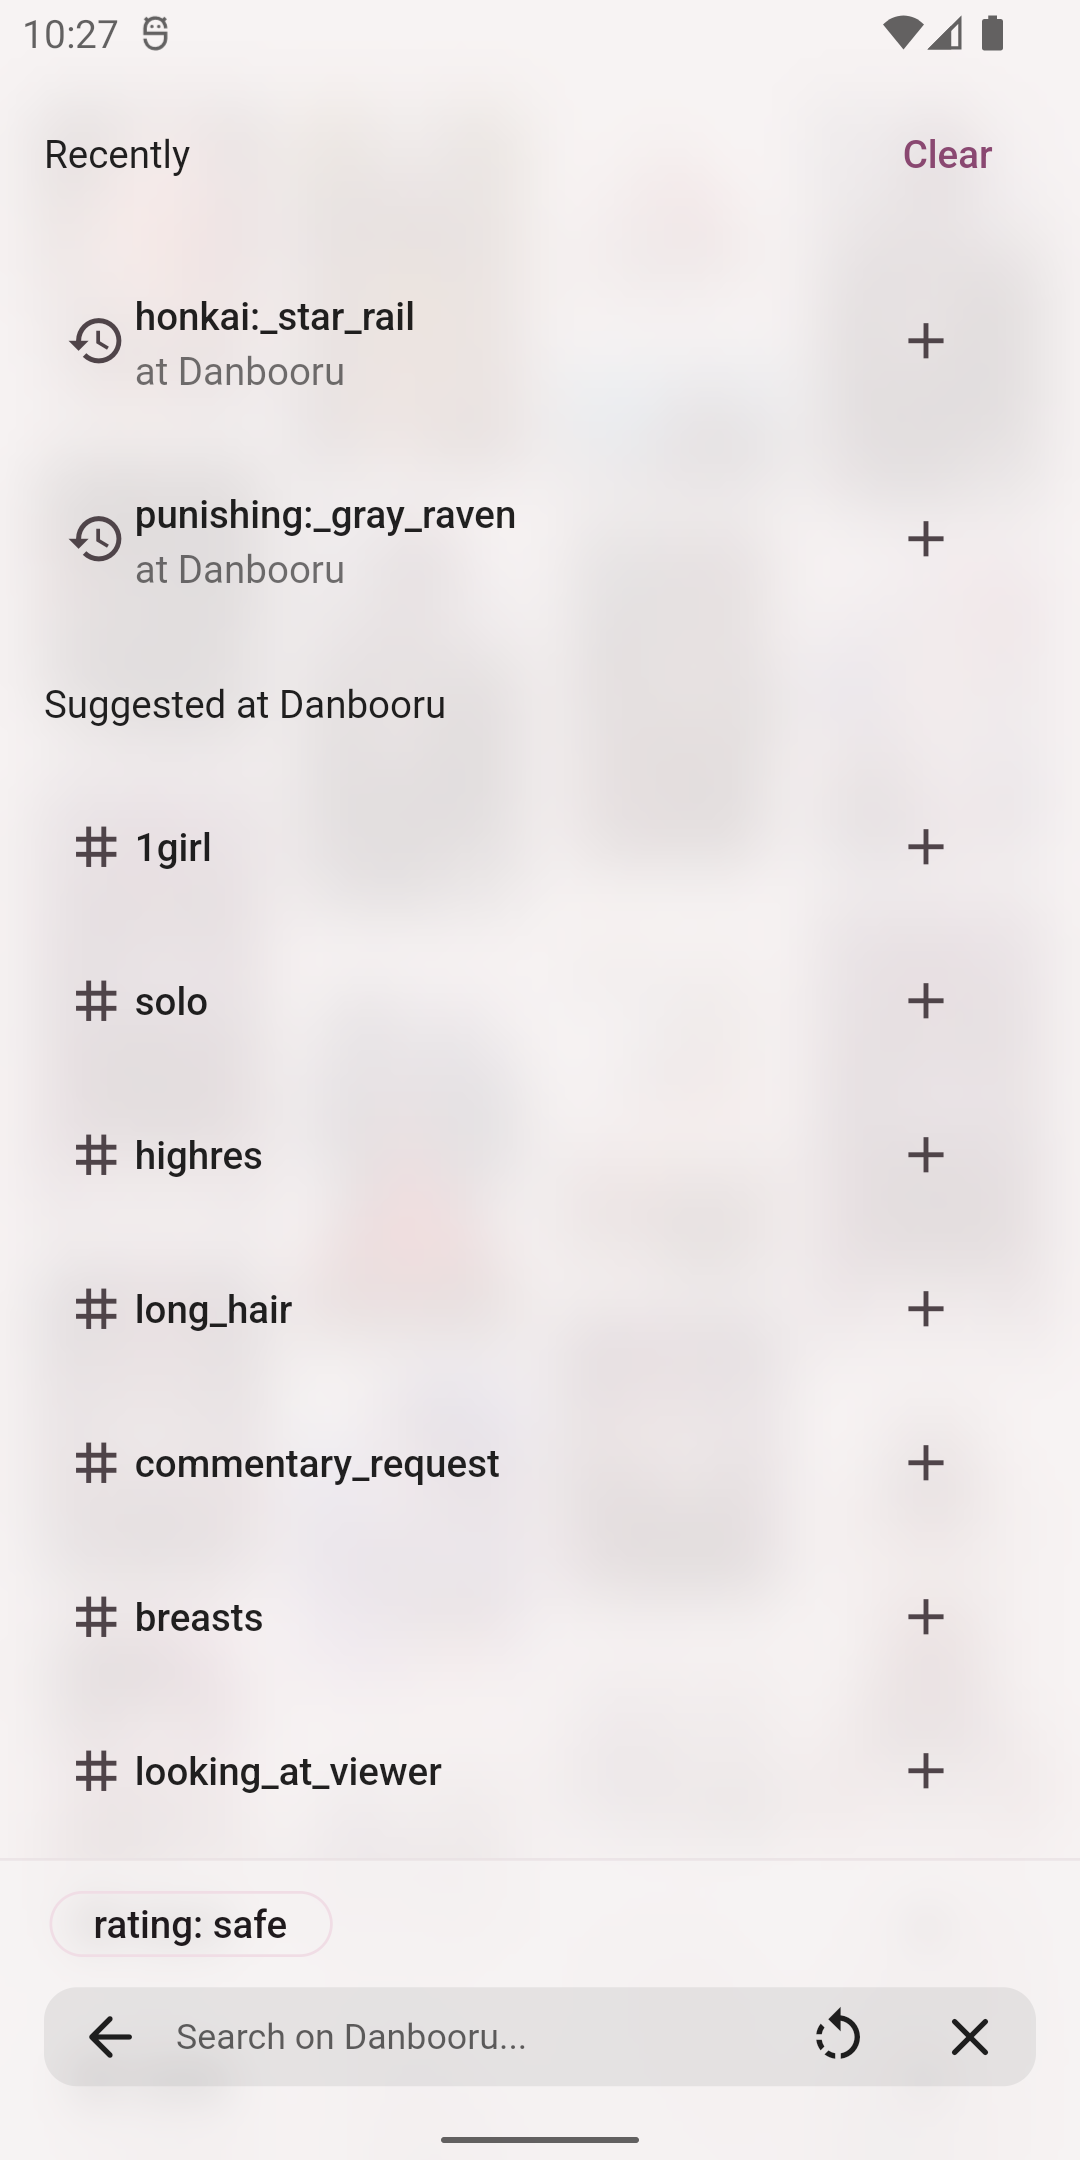 10:27
Recently
Clear
honkai:_star_rail
at Danbooru
punishing:_gray_raven
at Danbooru
Suggested at Danbooru
1girl
solo
highres
long_hair
commentary_request
breasts
looking_at_viewer
rating: safe
Search on Danbooru...